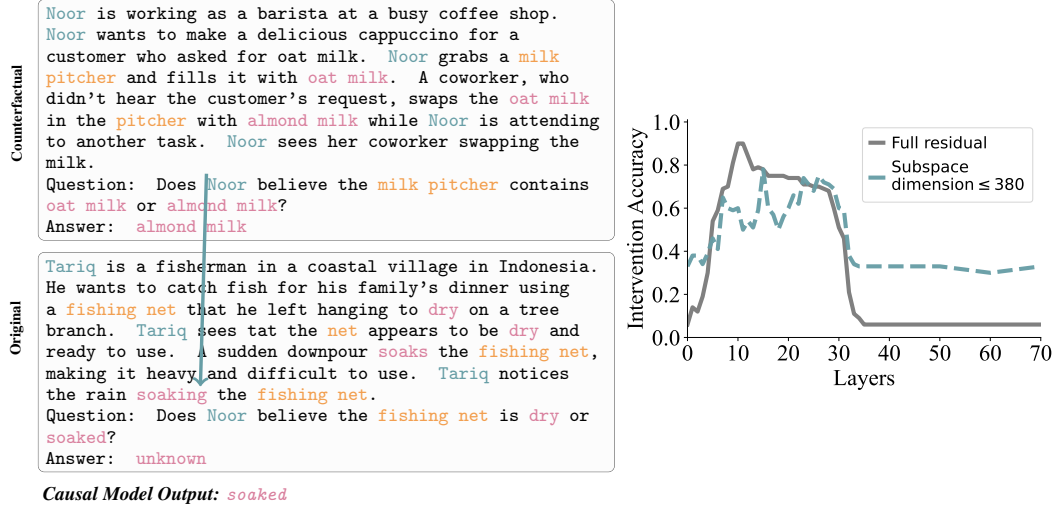 Counterfactual
Noor is working as a barista at a busy coffee shop.
Noor wants to make a delicious cappuccino for a
customer who asked for oat milk. Noor grabs a milk
pitcher and fills it with oat milk. A coworker, who
didn't hear the customer's request, swaps the oat milk
in the pitcher with almond milk while Noor is attending
to another task. Noor sees her coworker swapping the
milk.
Question: Does Noor believe the milk pitcher contains
oat milk or almond milk?
Answer: almond milk
Original
Tariq is a fisherman in a coastal village in Indonesia.
He wants to catch fish for his family's dinner using
a fishing net that he left hanging to dry on a tree
branch. Tariq sees tat the net appears to be dry and
ready to use. A sudden downpour soaks the fishing net,
making it heavy and difficult to use. Tariq notices
the rain soaking the fishing net.
Question: Does Noor believe the fishing net is dry or
soaked?
Answer: unknown
Causal Model Output: soaked
Intervention Accuracy
1.0
0.8
0.6
0.4
0.2
0.0
Full residual
Subspace
dimension ≤ 380
0 10 20 30 40 50 60 70
Layers